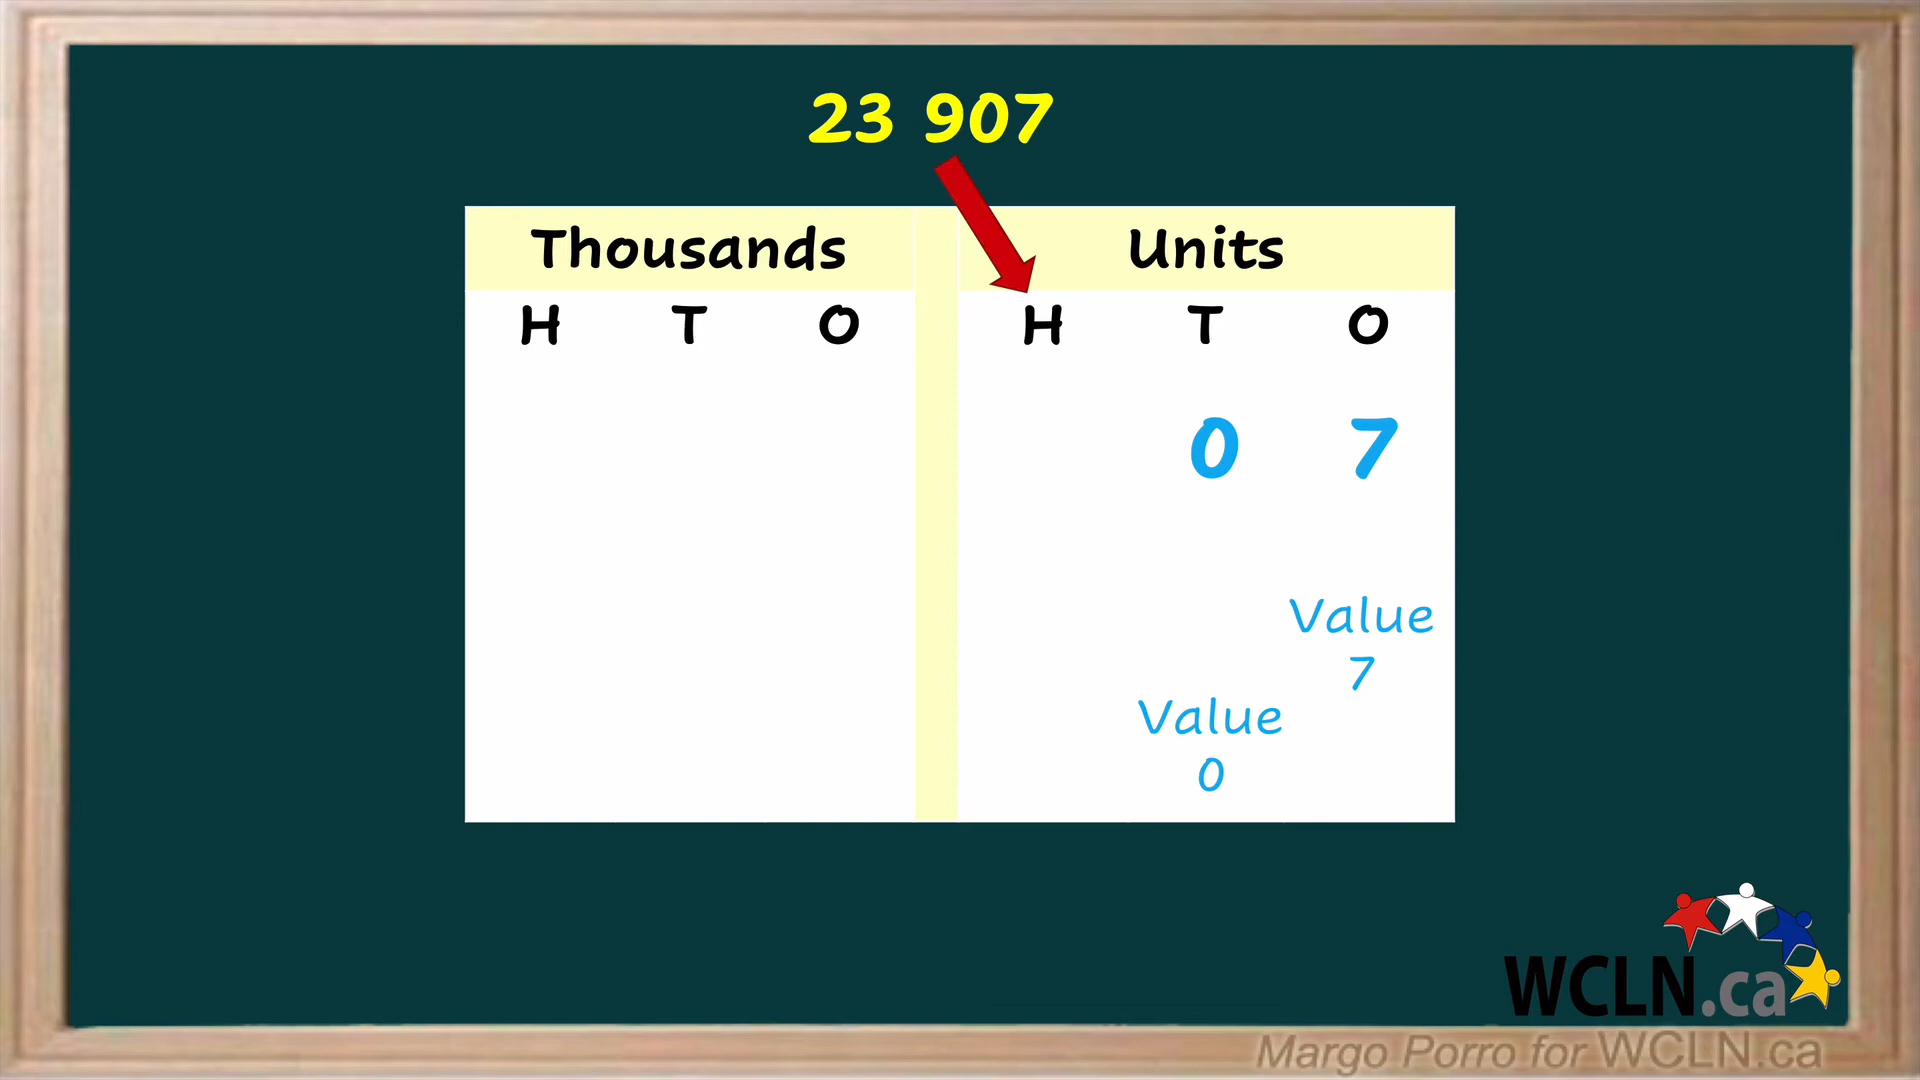 23 907
Thousands Units
H T O H T O
0 7
Value
7
Value
0
WCLN.ca
Margo Porro for WCLN.ca